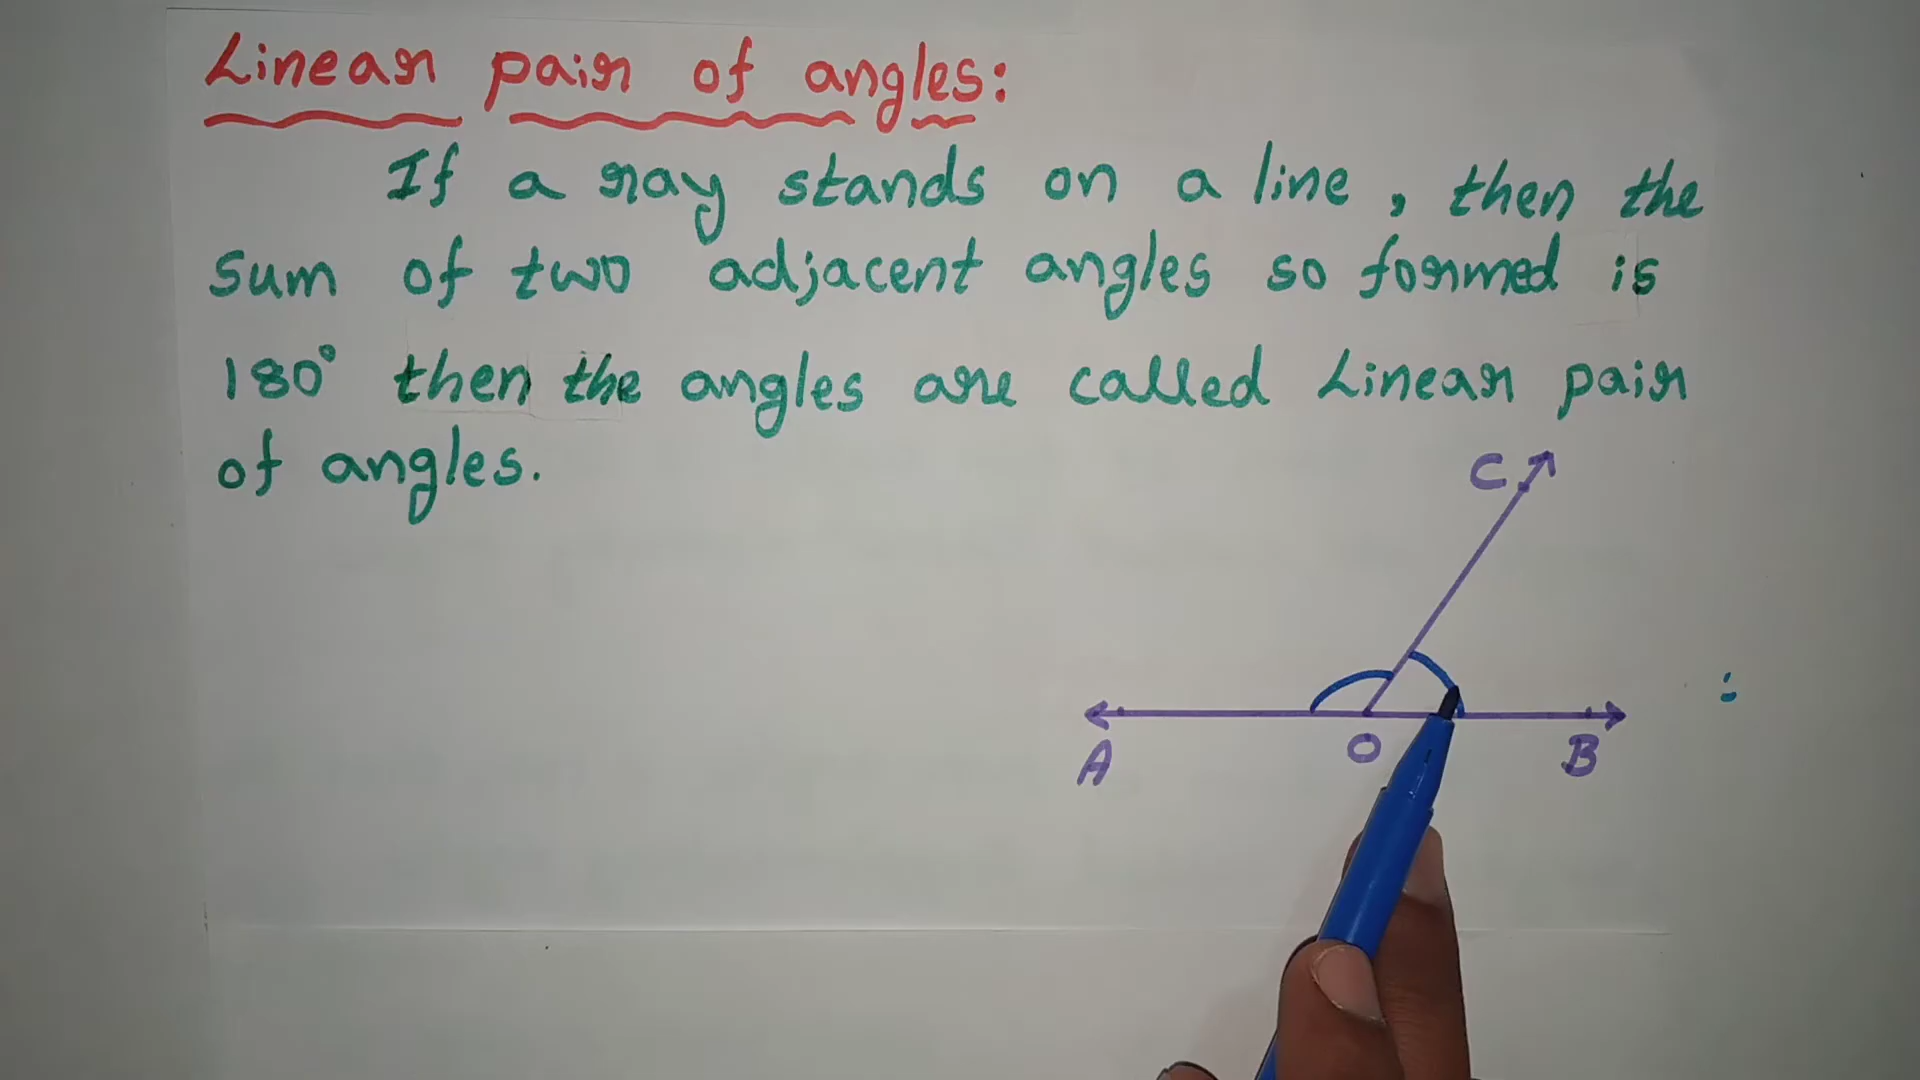 Linear pair of angles:
If a ray stands on a line, then the
sum of two adjacent angles so formed is
180° then the angles are called Linear pair
of angles.
C
A O B